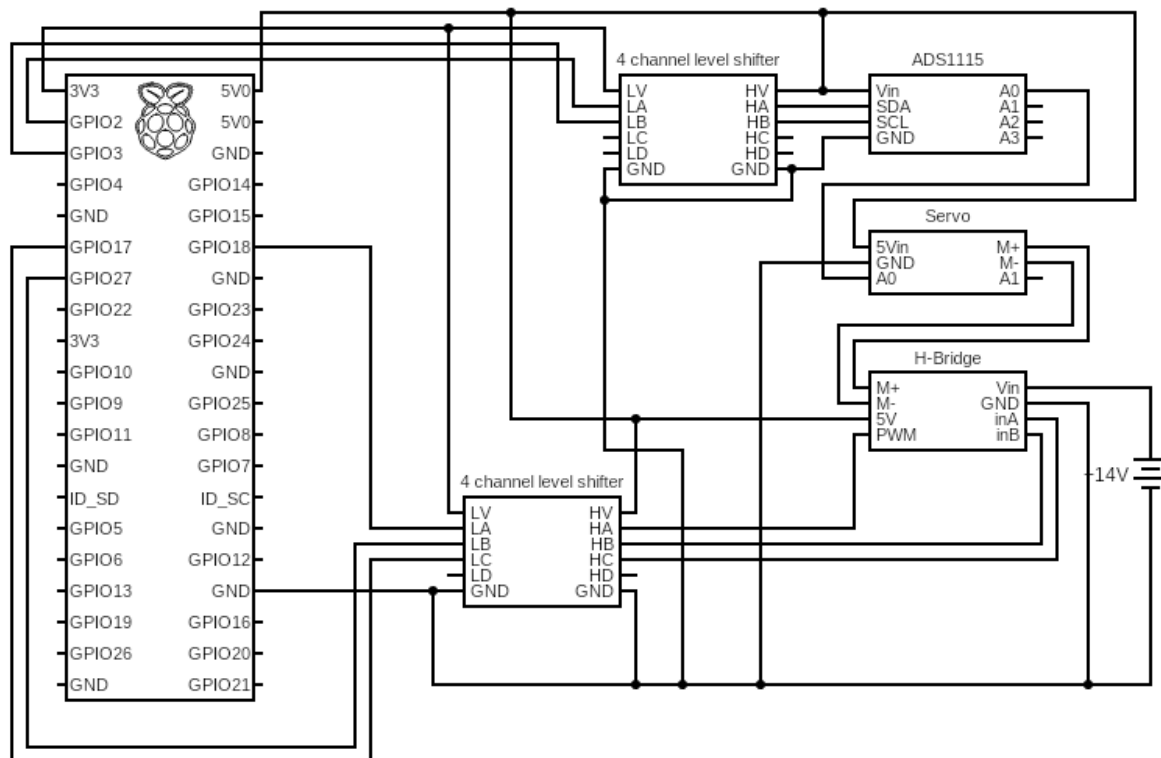 4 channel level shifter
ADS1115
3V3 5V0
GPIO2 5V0
GPIO3 GND
GPIO4 GPIO14
GND GPIO15
GPIO17 GPIO18
GPIO27 GND
GPIO22 GPIO23
3V3 GPIO24
GPIO10 GND
GPIO9 GPIO25
GPIO11 GPIO8
GND GPIO7
ID_SD ID_SC
GPIO5 GND
GPIO6 GPIO12
GPIO13 GND
GPIO19 GPIO16
GPIO26 GPIO20
GND GPIO21
LV HV
LA HA
LB HB
LC HC
LD HD
GND GND
Vin A0
SDA A1
SCL A2
GND A3
Servo
5Vin M+
GND M-
A0 A1
H-Bridge
M+ Vin
M- GND
5V inA
PWM inB
14V
4 channel level shifter
LV HV
LA HA
LB HB
LC HC
LD HD
GND GND